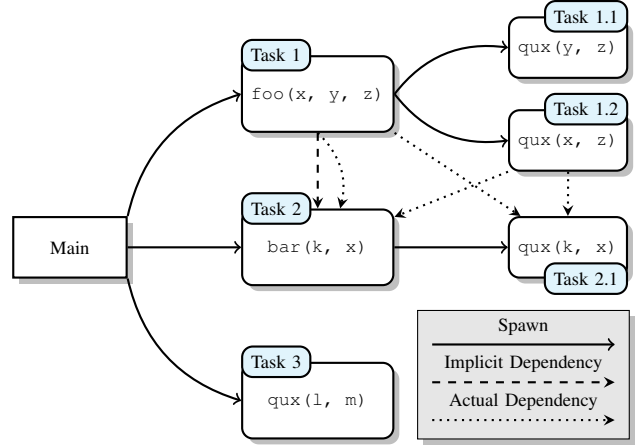 Task 1.1
qux(y, z)
Task 1
foo(x, y, z)
Task 1.2
qux(x, z)
Task 2
bar(k, x)
Main
qux(k, x)
Task 2.1
Task 3
qux(l, m)
Spawn
Implicit Dependency
Actual Dependency